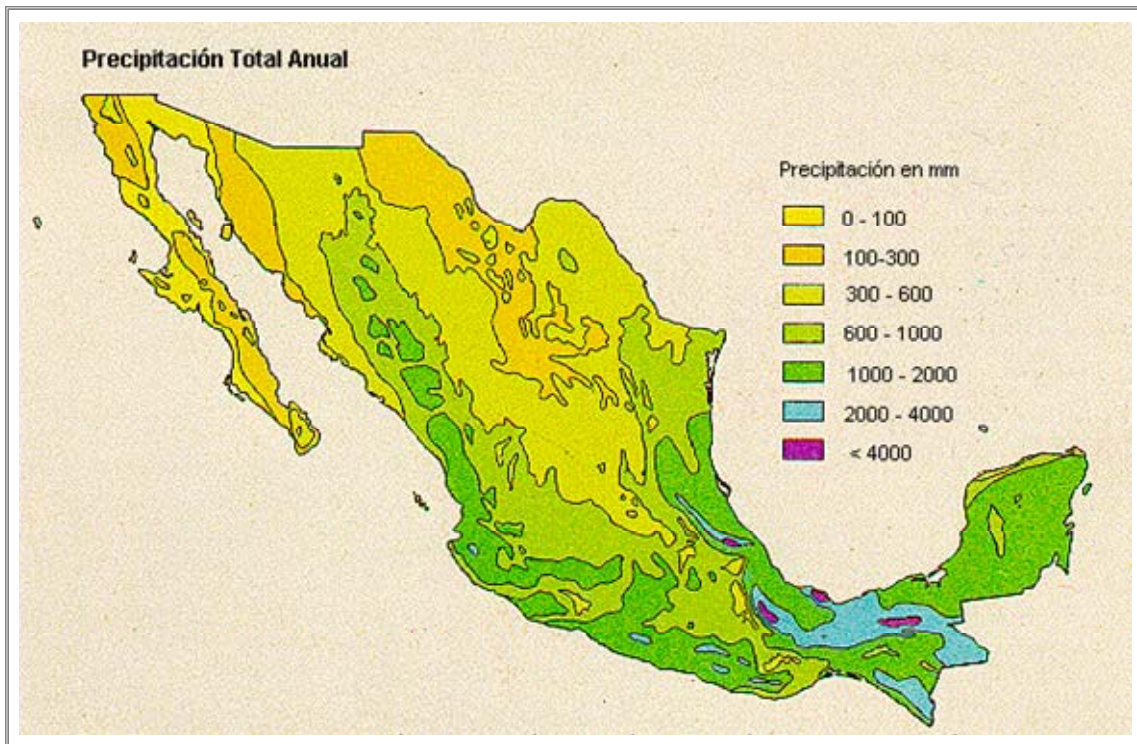 Precipitación Total Anual
Precipitación en mm
0 - 100
100-300
300 - 600
600 - 1000
1000 - 2000
2000 - 4000
< 4000